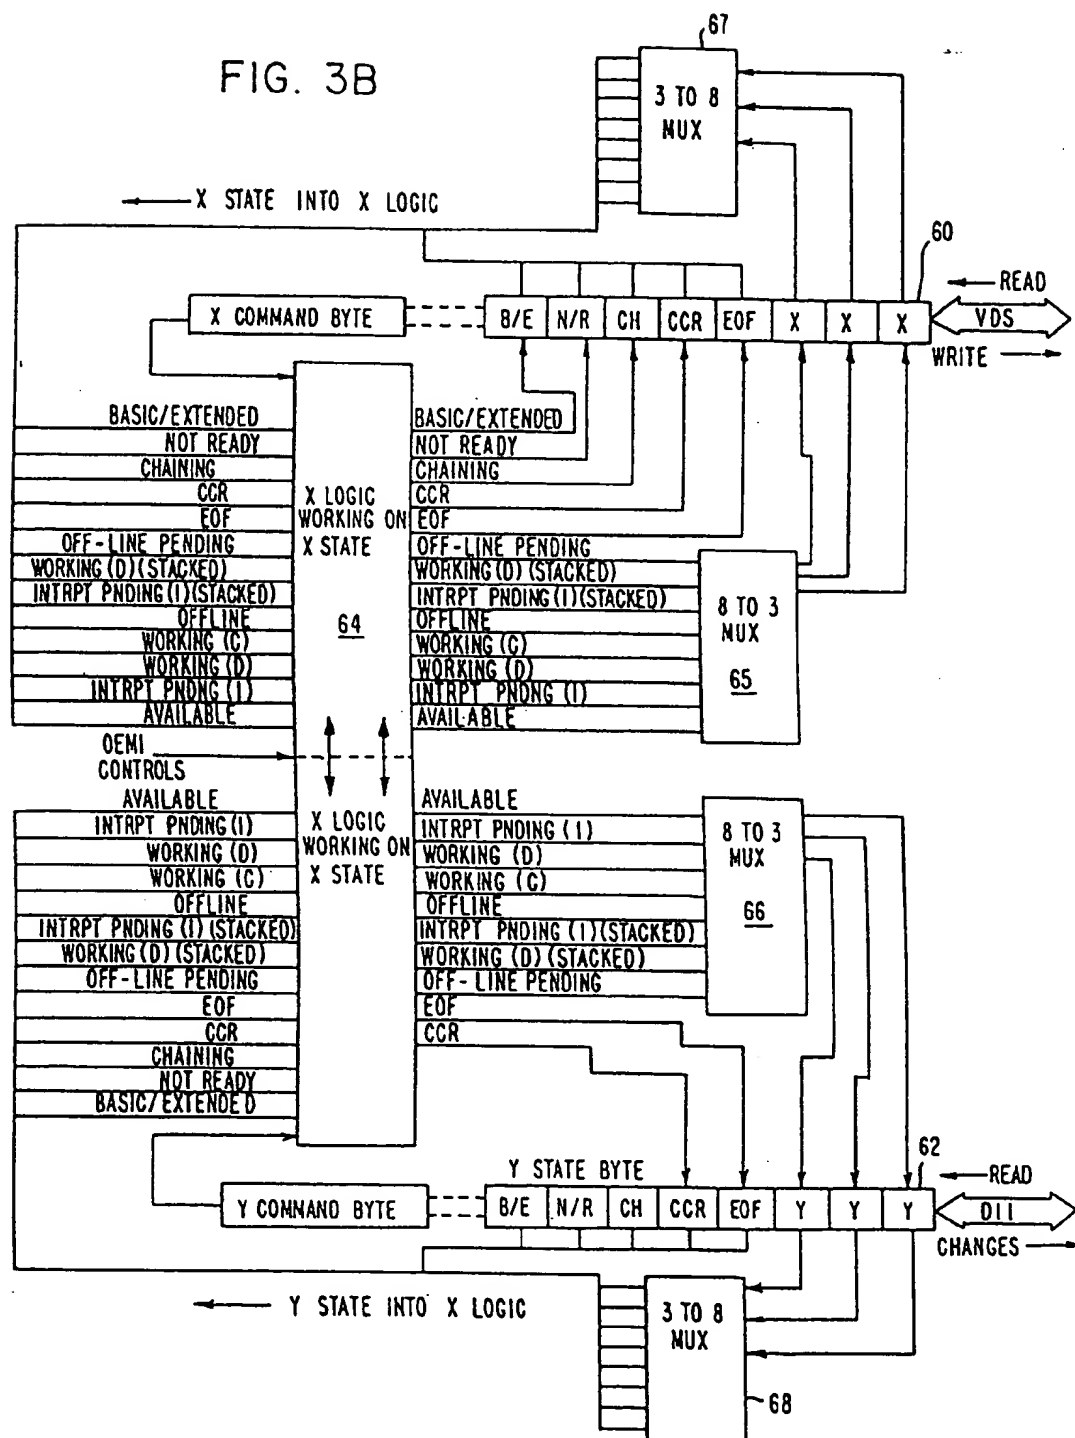 67
FIG. 3B
3 TO 8
MUX
X STATE INTO X LOGIC
60
READ
X COMMAND BYTE
B/E N/R CH CCR EOF X X X
VDS
WRITE
BASIC/EXTENDED
NOT READY
CHAINING
CCR
EOF
OFF-LINE PENDING
WORKING (D)(STACKED)
INTRPT PNDING (I)(STACKED)
OFFLINE
WORKING (C)
WORKING (D)
INTRPT PNDNG (I)
AVAILABLE
X LOGIC
WORKING ON
X STATE
64
BASIC/EXTENDED
NOT READY
CHAINING
CCR
EOF
OFF-LINE PENDING
WORKING (D)(STACKED)
INTRPT PNDING (I)(STACKED)
OFFLINE
WORKING (C)
WORKING (D)
INTRPT PNDNG (I)
AVAILABLE
8 TO 3
MUX
65
OEMI
CONTROLS
AVAILABLE
INTRPT PNDING (I)
WORKING (D)
WORKING (C)
OFFLINE
INTRPT PNDING (I)(STACKED)
WORKING (D)(STACKED)
OFF-LINE PENDING
EOF
CCR
CHAINING
NOT READY
BASIC/EXTENDED
X LOGIC
WORKING ON
X STATE
AVAILABLE
INTRPT PNDING (I)
WORKING (D)
WORKING (C)
OFFLINE
INTRPT PNDING (I)(STACKED)
WORKING (D)(STACKED)
OFF-LINE PENDING
EOF
CCR
8 TO 3
MUX
66
Y STATE BYTE
62
READ
Y COMMAND BYTE
B/E N/R CH CCR EOF Y Y Y
DII
CHANGES
Y STATE INTO X LOGIC
3 TO 8
MUX
68